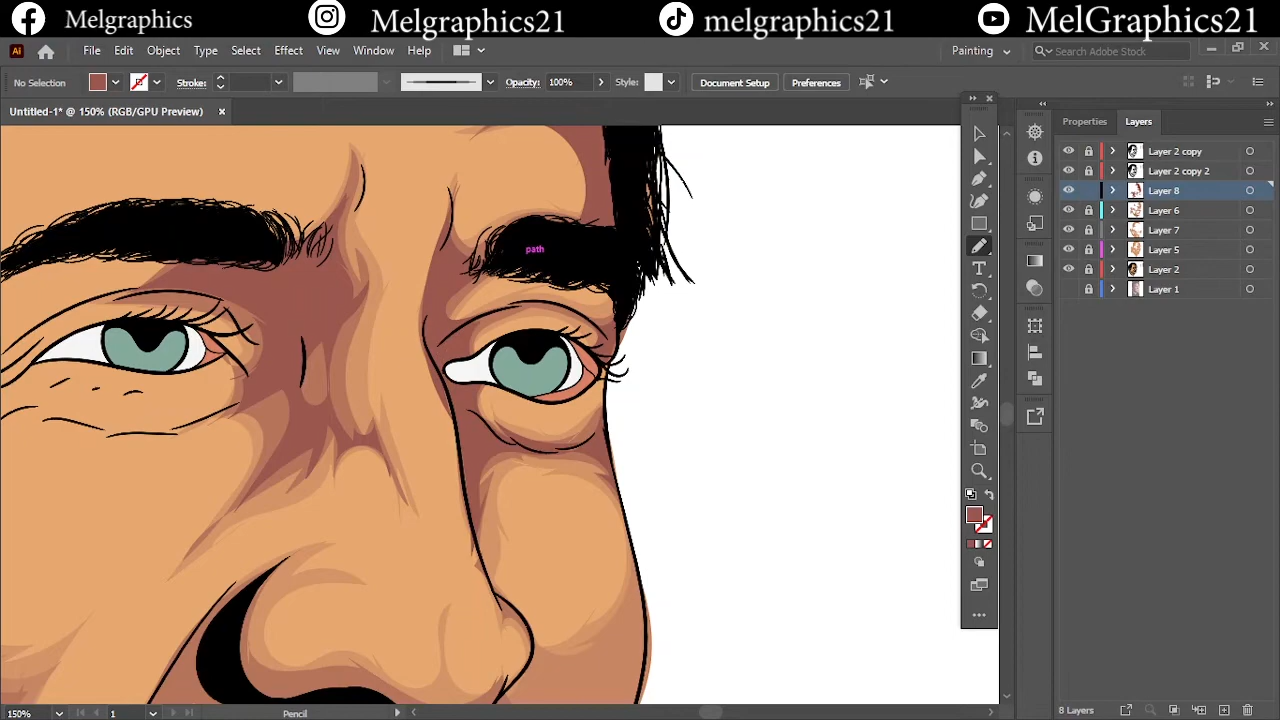 Melgraphics Melgraphics21 melgraphics21 MelGraphics21
Ai File Edit Object Type Select Effect View Window Help Painting Search Adobe Stock
No Selection Stroke: Opacity: 100% Style: Document Setup Preferences
Untitled-1* @ 150% (RGB/GPU Preview)
Properties Layers
Layer 2 copy
Layer 2 copy 2
Layer 8
Layer 6
Layer 7
Layer 5
Layer 2
Layer 1
path
150% 1 Pencil 8 Layers